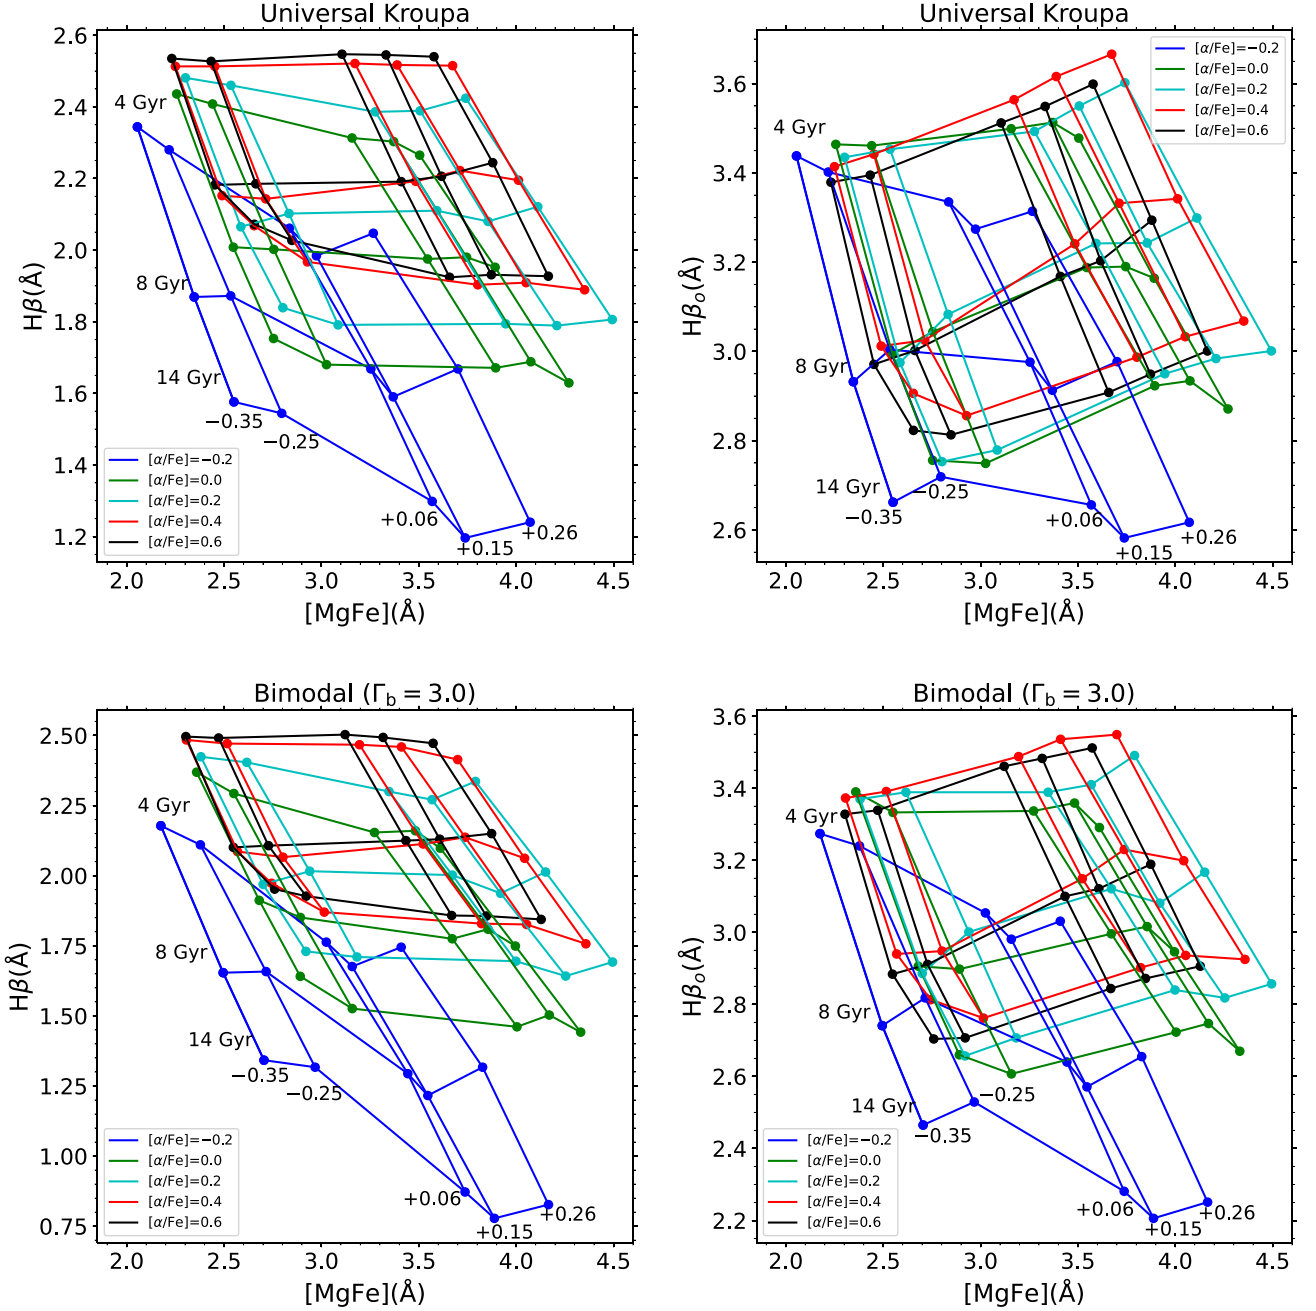 Universal Kroupa
Hβ(Å)
2.6
2.4
2.2
2.0
1.8
1.6
1.4
1.2
4 Gyr
8 Gyr
14 Gyr
−0.35
−0.25
+0.06
+0.15
+0.26
[α/Fe]=−0.2
[α/Fe]=0.0
[α/Fe]=0.2
[α/Fe]=0.4
[α/Fe]=0.6
2.0 2.5 3.0 3.5 4.0 4.5
[MgFe](Å)
Universal Kroupa
Hβₒ(Å)
3.6
3.4
3.2
3.0
2.8
2.6
[α/Fe]=−0.2
[α/Fe]=0.0
[α/Fe]=0.2
[α/Fe]=0.4
[α/Fe]=0.6
4 Gyr
8 Gyr
14 Gyr
−0.35
−0.25
+0.06
+0.15
+0.26
2.0 2.5 3.0 3.5 4.0 4.5
[MgFe](Å)
Bimodal (Γb = 3.0)
Hβ(Å)
2.50
2.25
2.00
1.75
1.50
1.25
1.00
0.75
4 Gyr
8 Gyr
14 Gyr
−0.35
−0.25
+0.06
+0.15
+0.26
[α/Fe]=−0.2
[α/Fe]=0.0
[α/Fe]=0.2
[α/Fe]=0.4
[α/Fe]=0.6
2.0 2.5 3.0 3.5 4.0 4.5
[MgFe](Å)
Bimodal (Γb = 3.0)
Hβₒ(Å)
3.6
3.4
3.2
3.0
2.8
2.6
2.4
2.2
4 Gyr
8 Gyr
14 Gyr
−0.35
−0.25
+0.06
+0.15
+0.26
[α/Fe]=−0.2
[α/Fe]=0.0
[α/Fe]=0.2
[α/Fe]=0.4
[α/Fe]=0.6
2.0 2.5 3.0 3.5 4.0 4.5
[MgFe](Å)